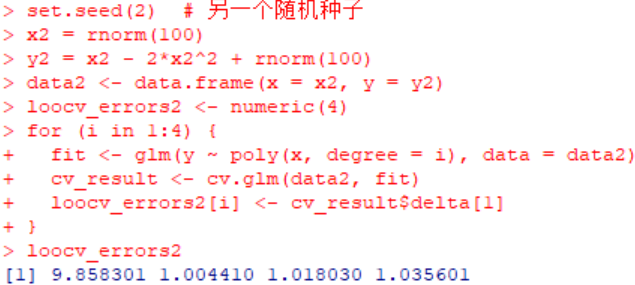 > set.seed(2)  # 另一个随机种子
> x2 = rnorm(100)
> y2 = x2 - 2*x2^2 + rnorm(100)
> data2 <- data.frame(x = x2, y = y2)
> loocv_errors2 <- numeric(4)
> for (i in 1:4) {
+   fit <- glm(y ~ poly(x, degree = i), data = data2)
+   cv_result <- cv.glm(data2, fit)
+   loocv_errors2[i] <- cv_result$delta[1]
+ }
> loocv_errors2
[1] 9.858301 1.004410 1.018030 1.035601